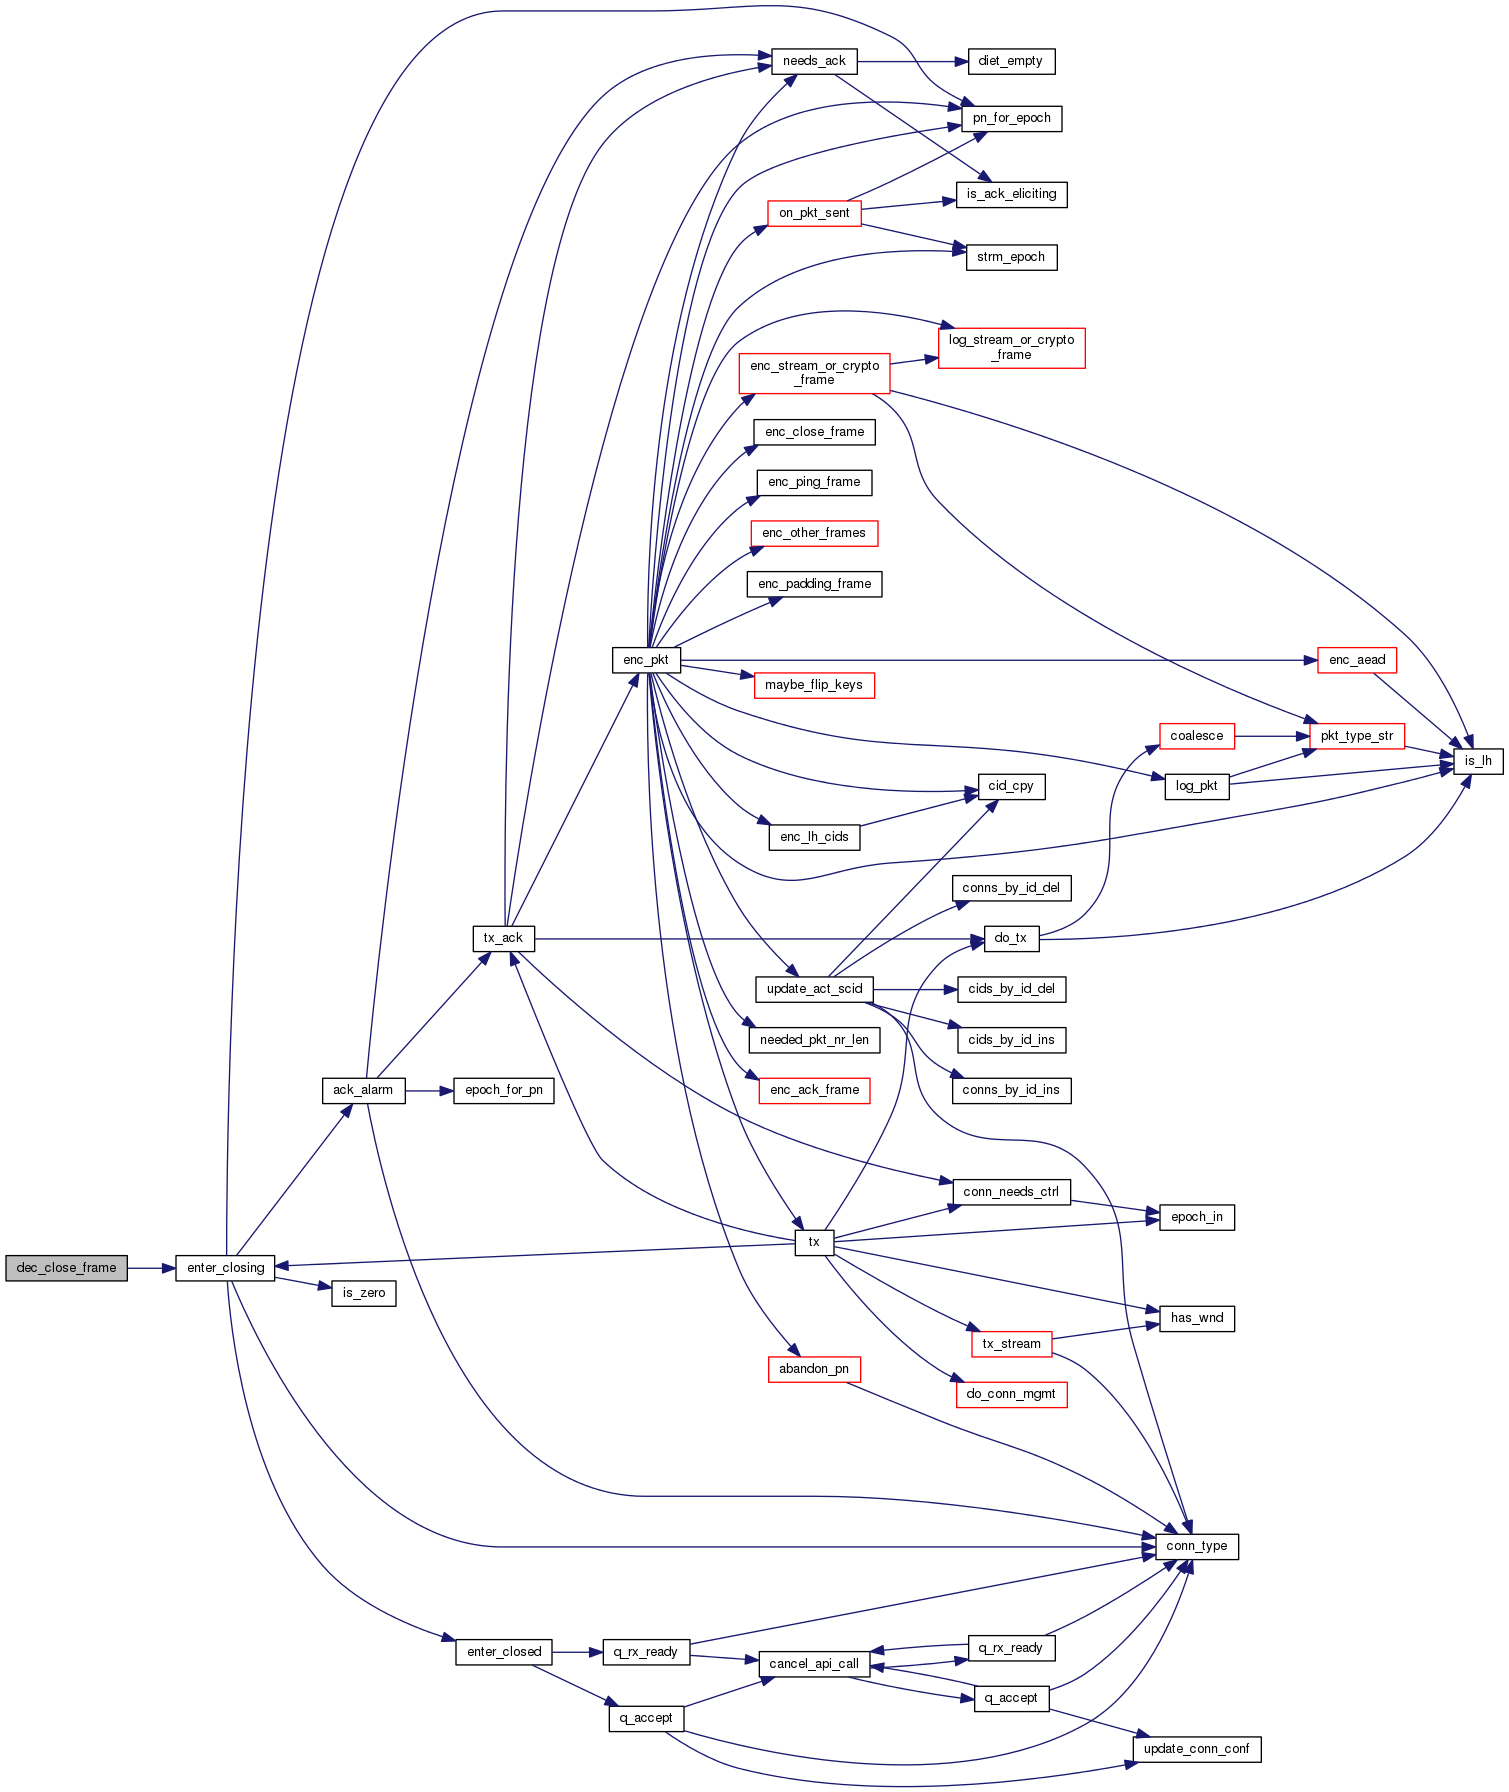 needs_ack
diet_empty
pn_for_epoch
is_ack_eliciting
on_pkt_sent
strm_epoch
log_stream_or_crypto
_frame
enc_stream_or_crypto
_frame
enc_close_frame
enc_ping_frame
enc_other_frames
enc_padding_frame
enc_pkt
enc_aead
maybe_flip_keys
coalesce
pkt_type_str
is_lh
log_pkt
cid_cpy
enc_lh_cids
conns_by_id_del
tx_ack
do_tx
update_act_scid
cids_by_id_del
needed_pkt_nr_len
cids_by_id_ins
ack_alarm
epoch_for_pn
enc_ack_frame
conns_by_id_ins
conn_needs_ctrl
epoch_in
tx
dec_close_frame
enter_closing
is_zero
has_wnd
tx_stream
abandon_pn
do_conn_mgmt
conn_type
enter_closed
q_rx_ready
cancel_api_call
q_rx_ready
q_accept
q_accept
update_conn_conf